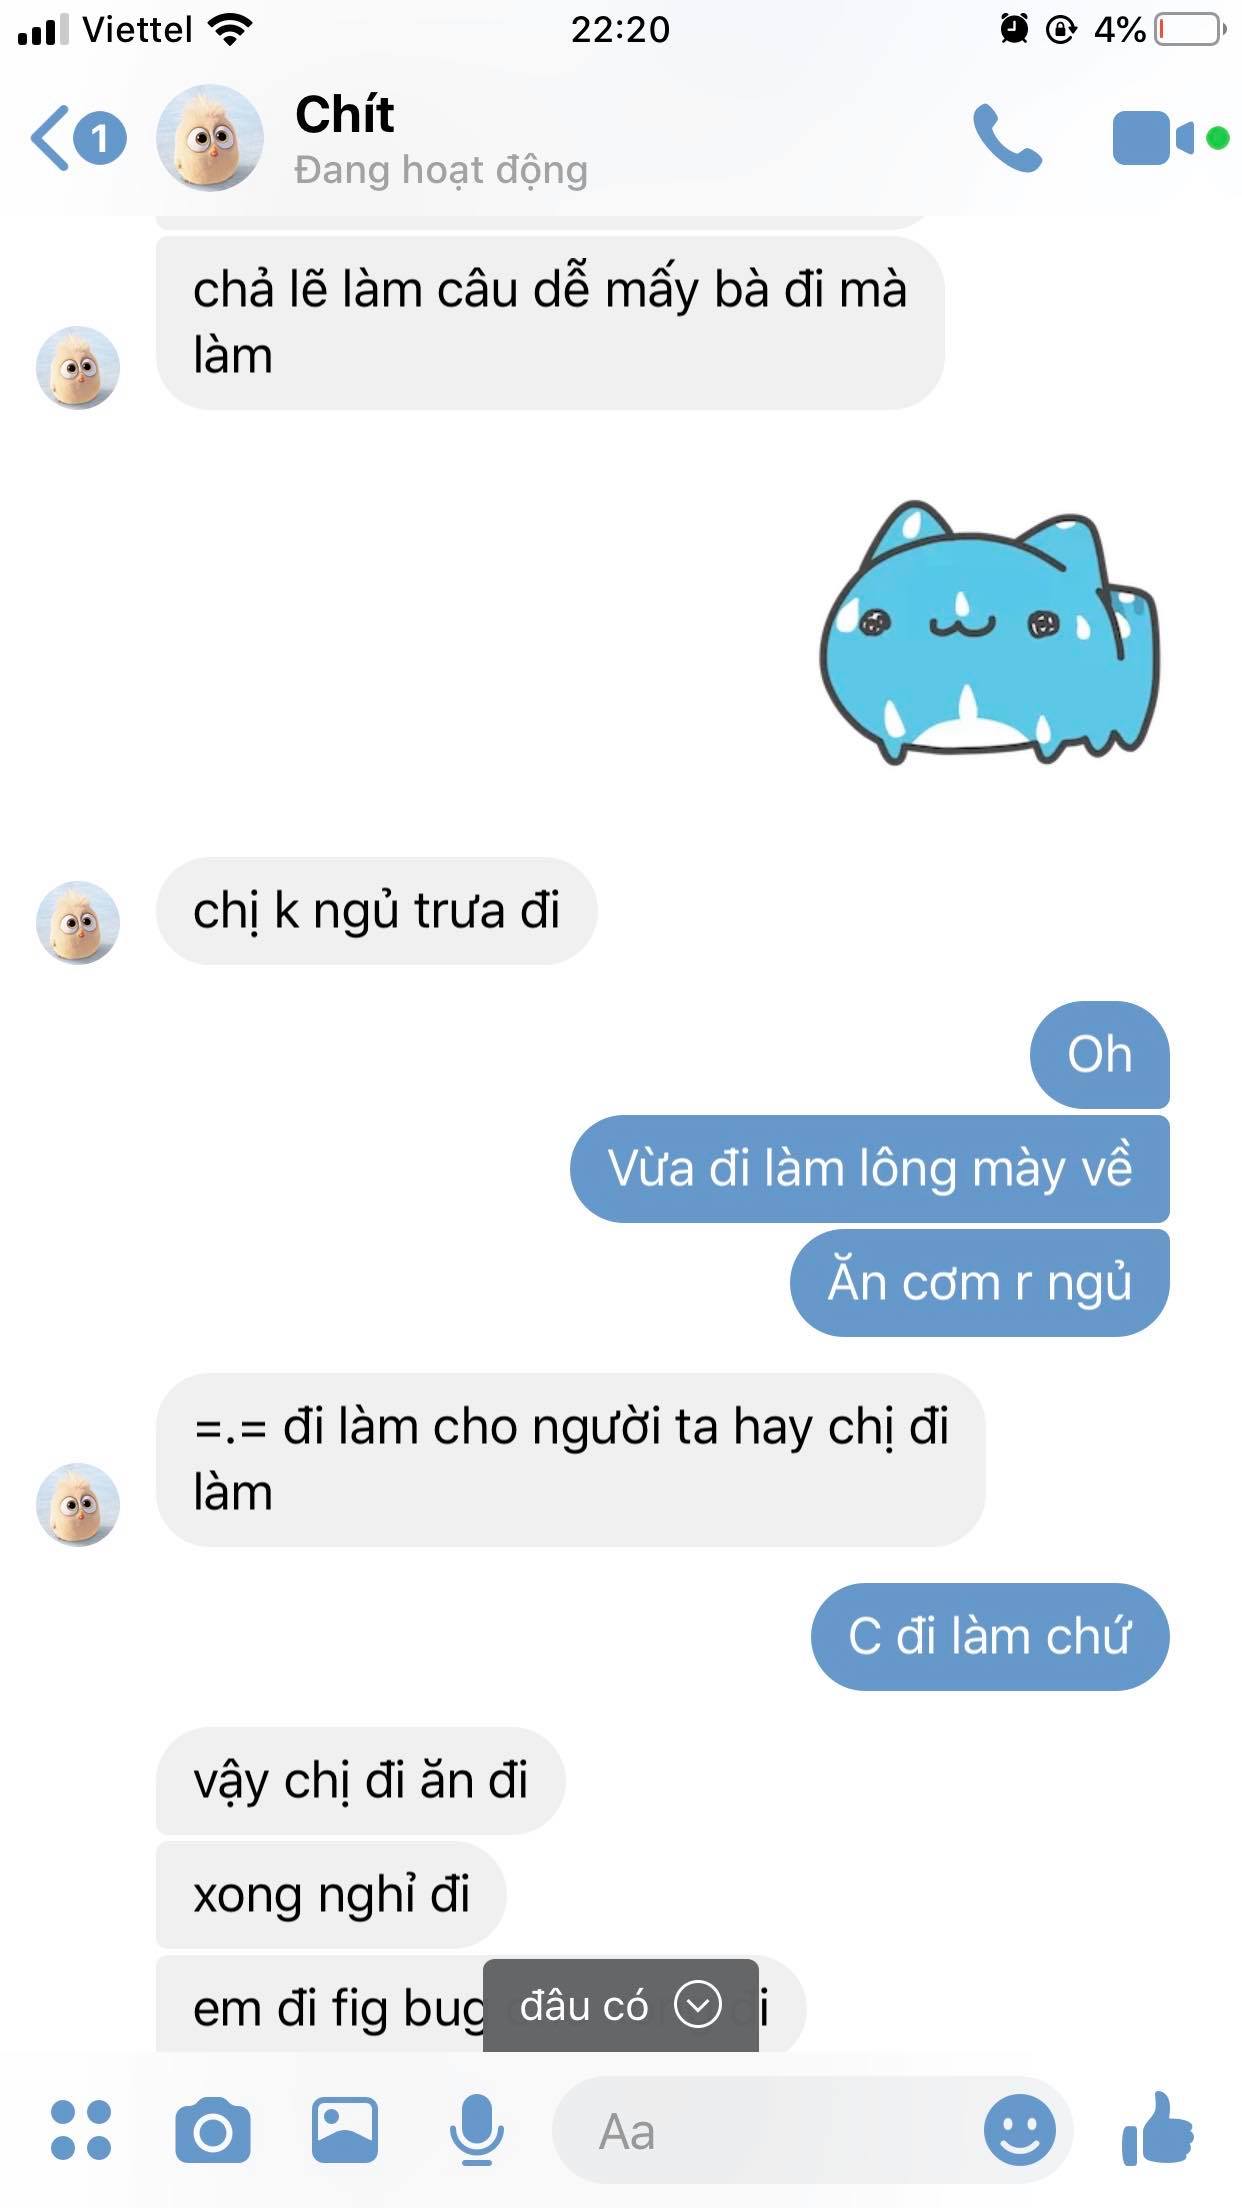 Viettel
22:20
4%
1
Chít
Đang hoạt động
chả lẽ làm câu dễ mấy bà đi mà
làm
chị k ngủ trưa đi
Oh
Vừa đi làm lông mày về
Ăn cơm r ngủ
=.= đi làm cho người ta hay chị đi
làm
C đi làm chứ
vậy chị đi ăn đi
xong nghỉ đi
em đi fig bug
đâu có
Aa